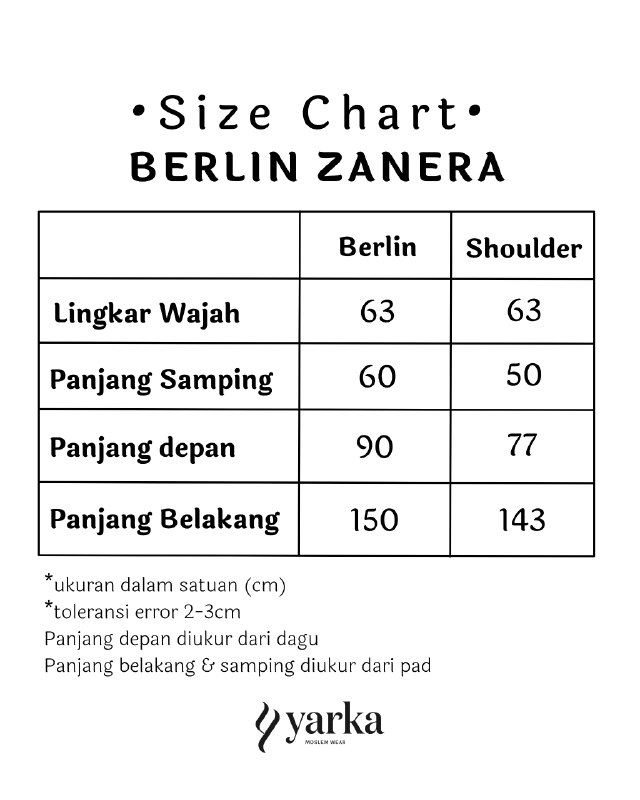 •Size Chart•
BERLIN ZANERA
Berlin Shoulder
Lingkar Wajah 63 63
Panjang Samping 60 50
Panjang depan 90 77
Panjang Belakang 150 143
*ukuran dalam satuan (cm)
*toleransi error 2-3cm
Panjang depan diukur dari dagu
Panjang belakang & samping diukur dari pad
yarka
MOSLEM WEAR